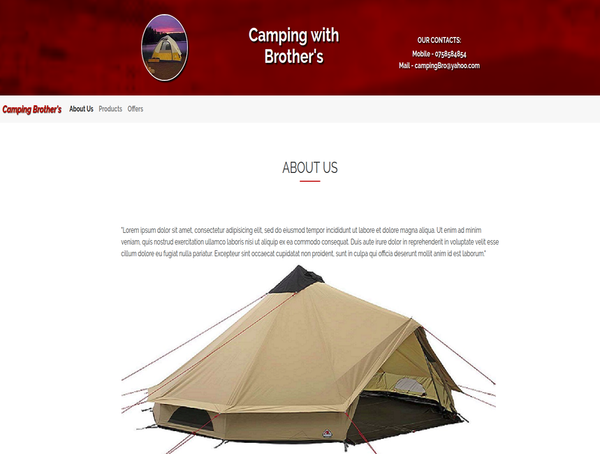 Camping with
Brother's
OUR CONTACTS:
Mobile - 0758584854
Mail - campingBro@yahoo.com
Camping Brother's About Us Products Offers
ABOUT US
"Lorem ipsum dolor sit amet, consectetur adipisicing elit, sed do eiusmod tempor incididunt ut labore et dolore magna aliqua. Ut enim ad minim
veniam, quis nostrud exercitation ullamco laboris nisi ut aliquip ex ea commodo consequat. Duis aute irure dolor in reprehenderit in voluptate velit esse
cillum dolore eu fugiat nulla pariatur. Excepteur sint occaecat cupidatat non proident, sunt in culpa qui officia deserunt mollit anim id est laborum."